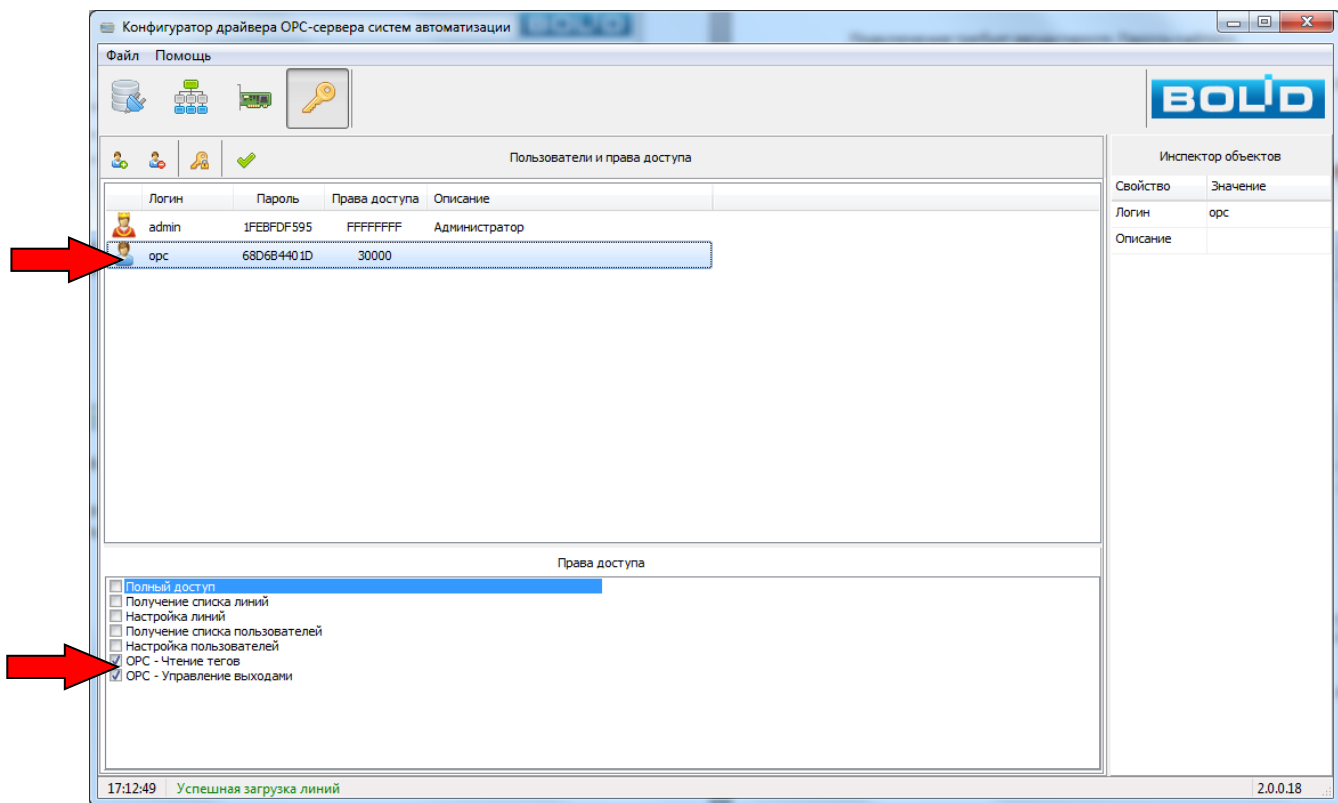 Конфигуратор драйвера OPC-сервера систем автоматизации
Файл Помощь
BOLID
Пользователи и права доступа
Инспектор объектов
Логин Пароль Права доступа Описание
Свойство Значение
admin 1FEBFDF595 FFFFFFFF Администратор
Логин opc
opc 68D6B4401D 30000
Описание
Права доступа
Полный доступ
Получение списка линий
Настройка линий
Получение списка пользователей
Настройка пользователей
OPC - Чтение тегов
OPC - Управление выходами
17:12:49 Успешная загрузка линий 2.0.0.18